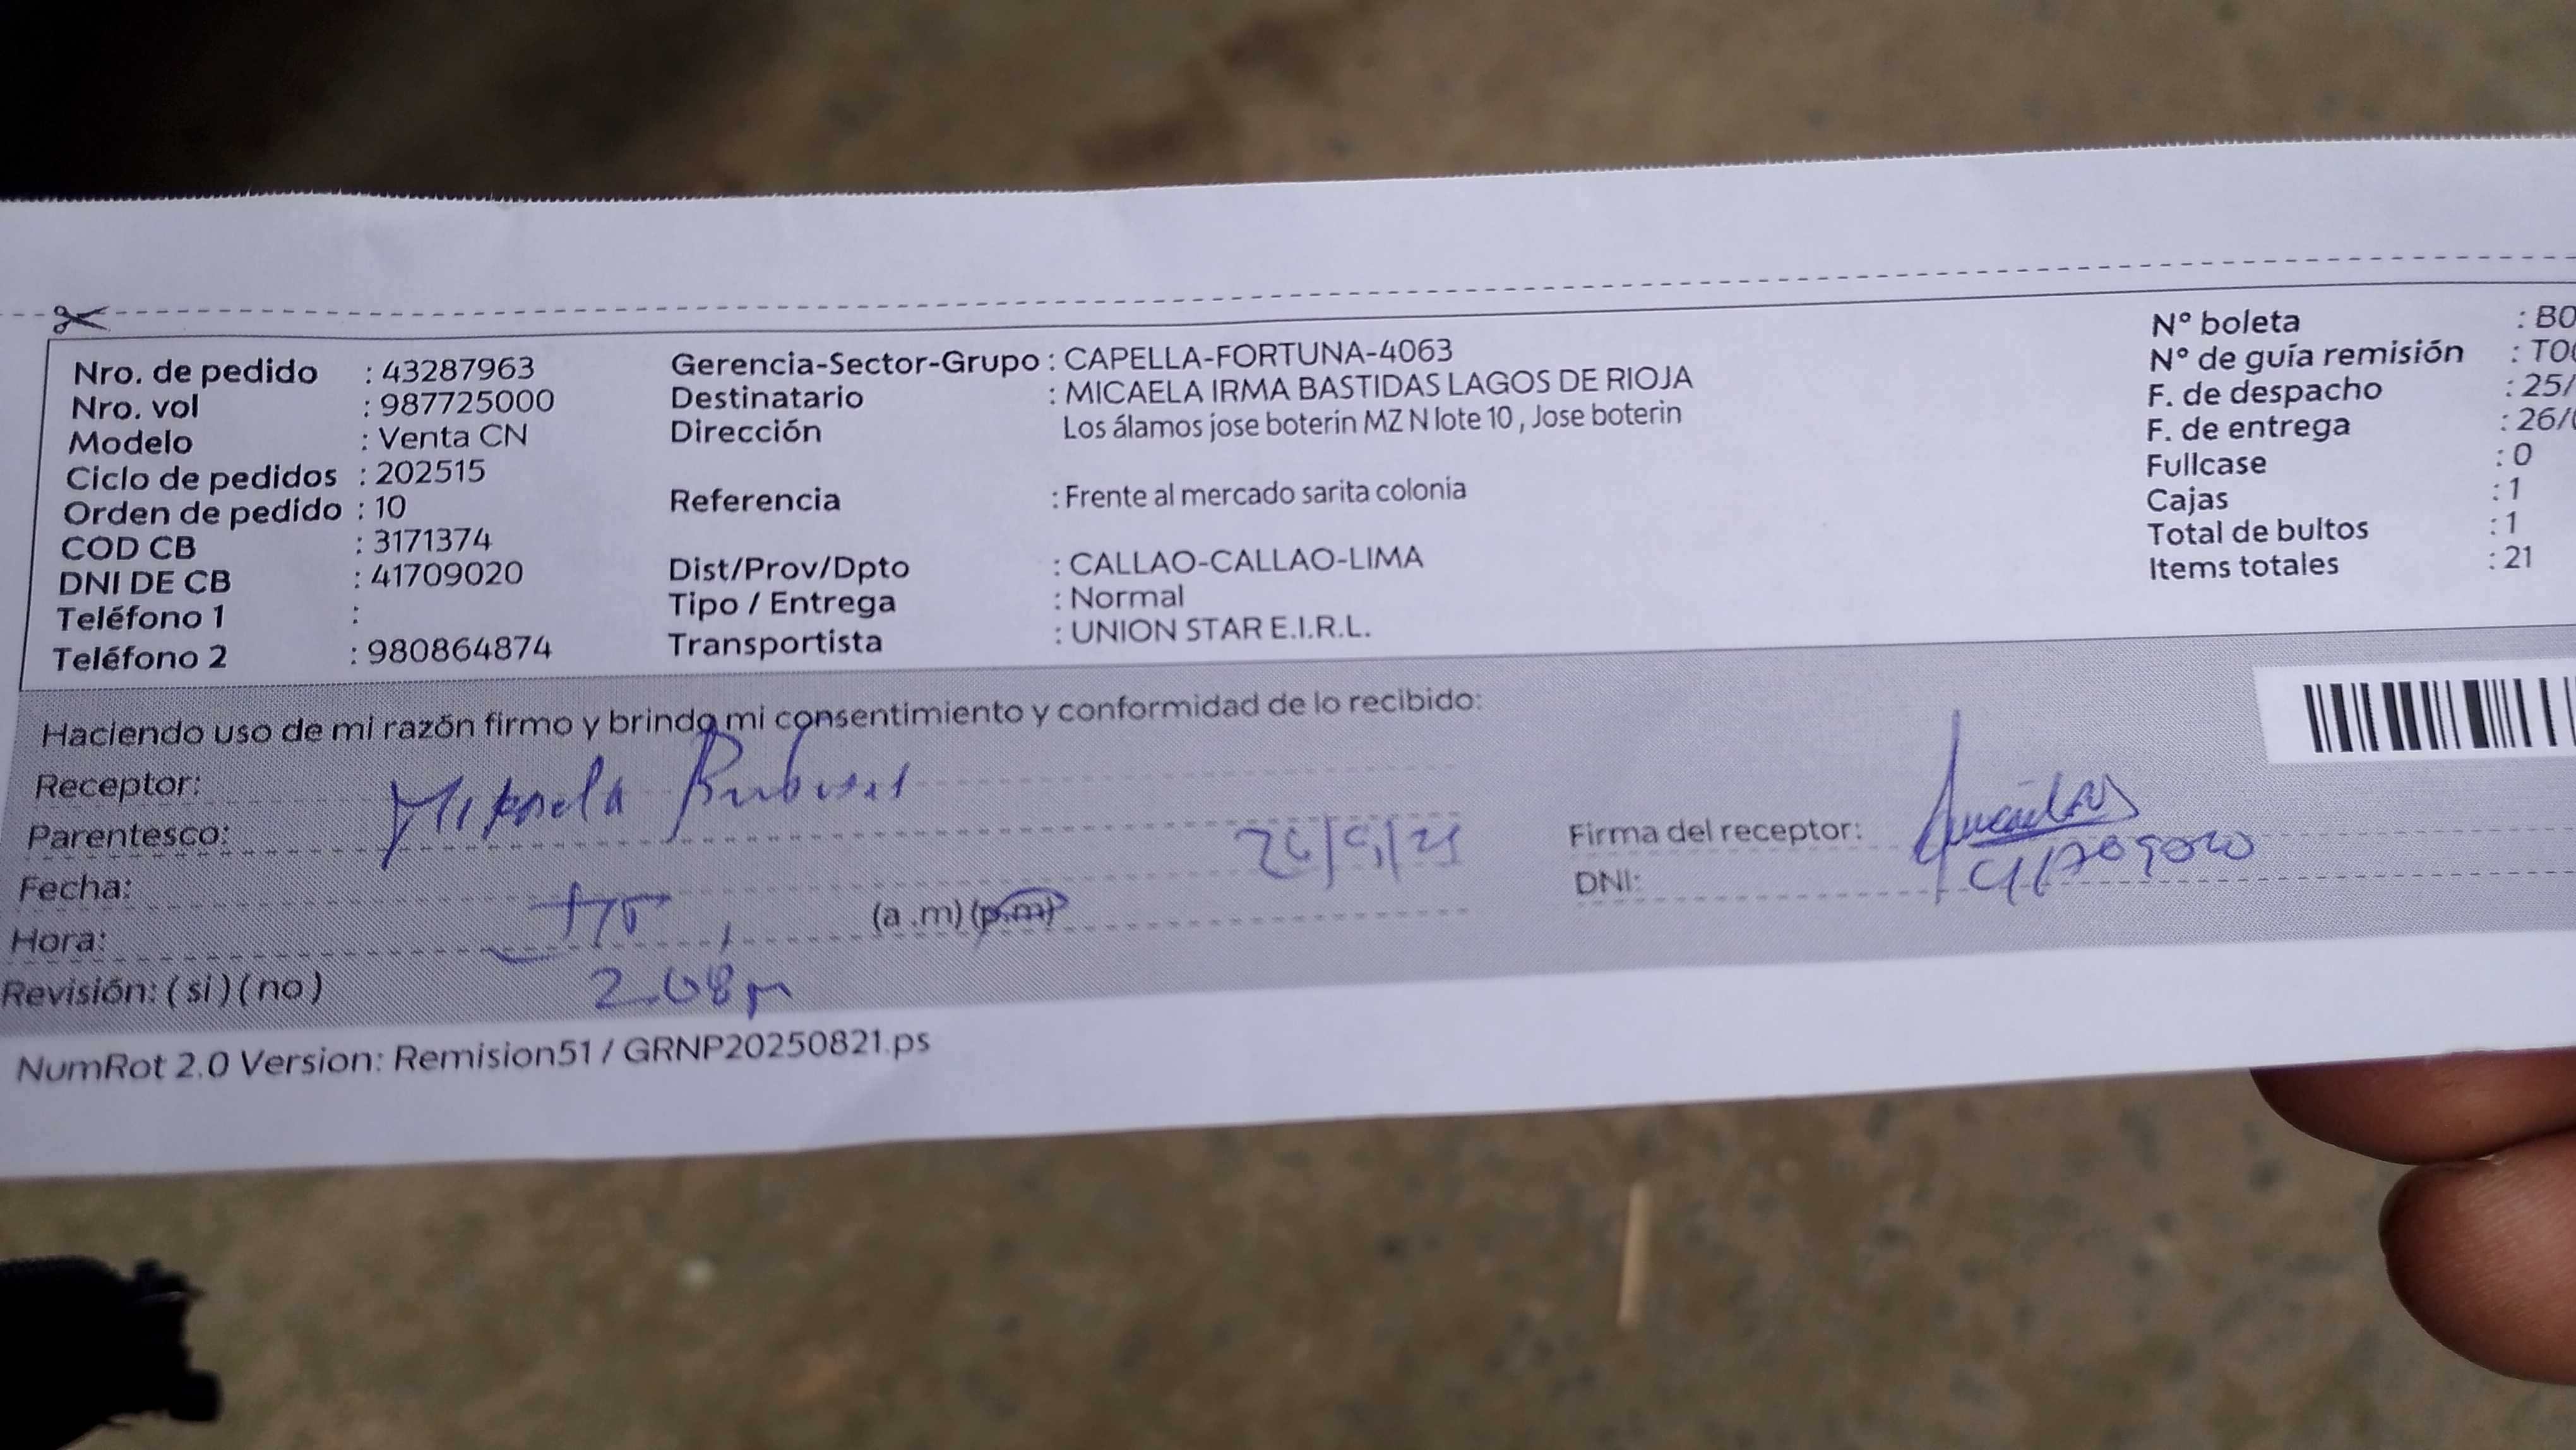 Nro. de pedido : 43287963
Nro. vol : 987725000
Modelo : Venta CN
Ciclo de pedidos : 202515
Orden de pedido : 10
COD CB : 3171374
DNI DE CB : 41709020
Teléfono 1 :
Teléfono 2 : 980864874
Gerencia-Sector-Grupo : CAPELLA-FORTUNA-4063
Destinatario : MICAELA IRMA BASTIDAS LAGOS DE RIOJA
Dirección Los álamos jose boterin MZ N lote 10 , Jose boterin
Referencia : Frente al mercado sarita colonia
Dist/Prov/Dpto : CALLAO-CALLAO-LIMA
Tipo / Entrega : Normal
Transportista : UNION STAR E.I.R.L.
N° boleta : B0
N° de guía remisión : T00
F. de despacho : 25/
F. de entrega : 26/0
Fullcase : 0
Cajas : 1
Total de bultos : 1
Items totales : 21
Haciendo uso de mi razón firmo y brindo mi consentimiento y conformidad de lo recibido:
Receptor:
Parentesco:
Fecha:
Hora: (a .m) (p.m)
Revisión: ( si ) ( no ) 2.08pm
Firma del receptor:
DNI: 41709020
NumRot 2.0 Version: Remision51 / GRNP20250821.ps